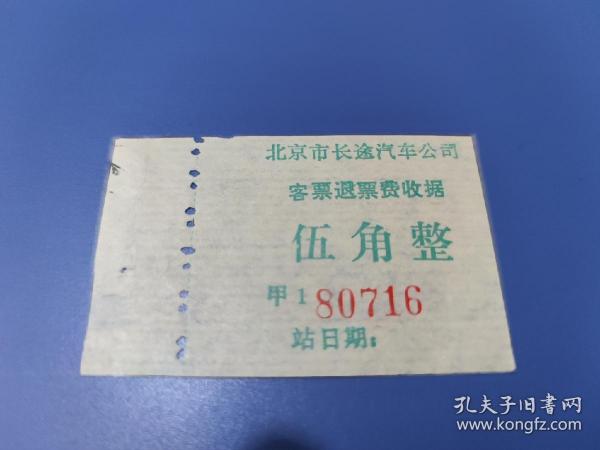 北京市长途汽车公司
客票退票费收据
伍角整
甲1 80716
站日期：
孔夫子旧书网
www.kongfz.com